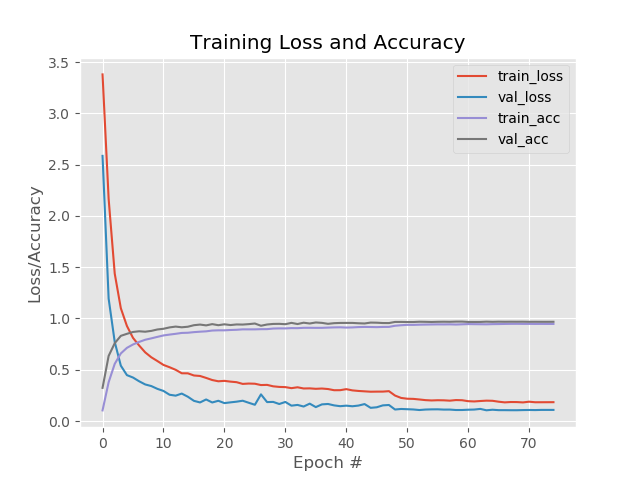 Training Loss and Accuracy
train_loss
val_loss
train_acc
val_acc
Loss/Accuracy
3.5
3.0
2.5
2.0
1.5
1.0
0.5
0.0
0 10 20 30 40 50 60 70
Epoch #